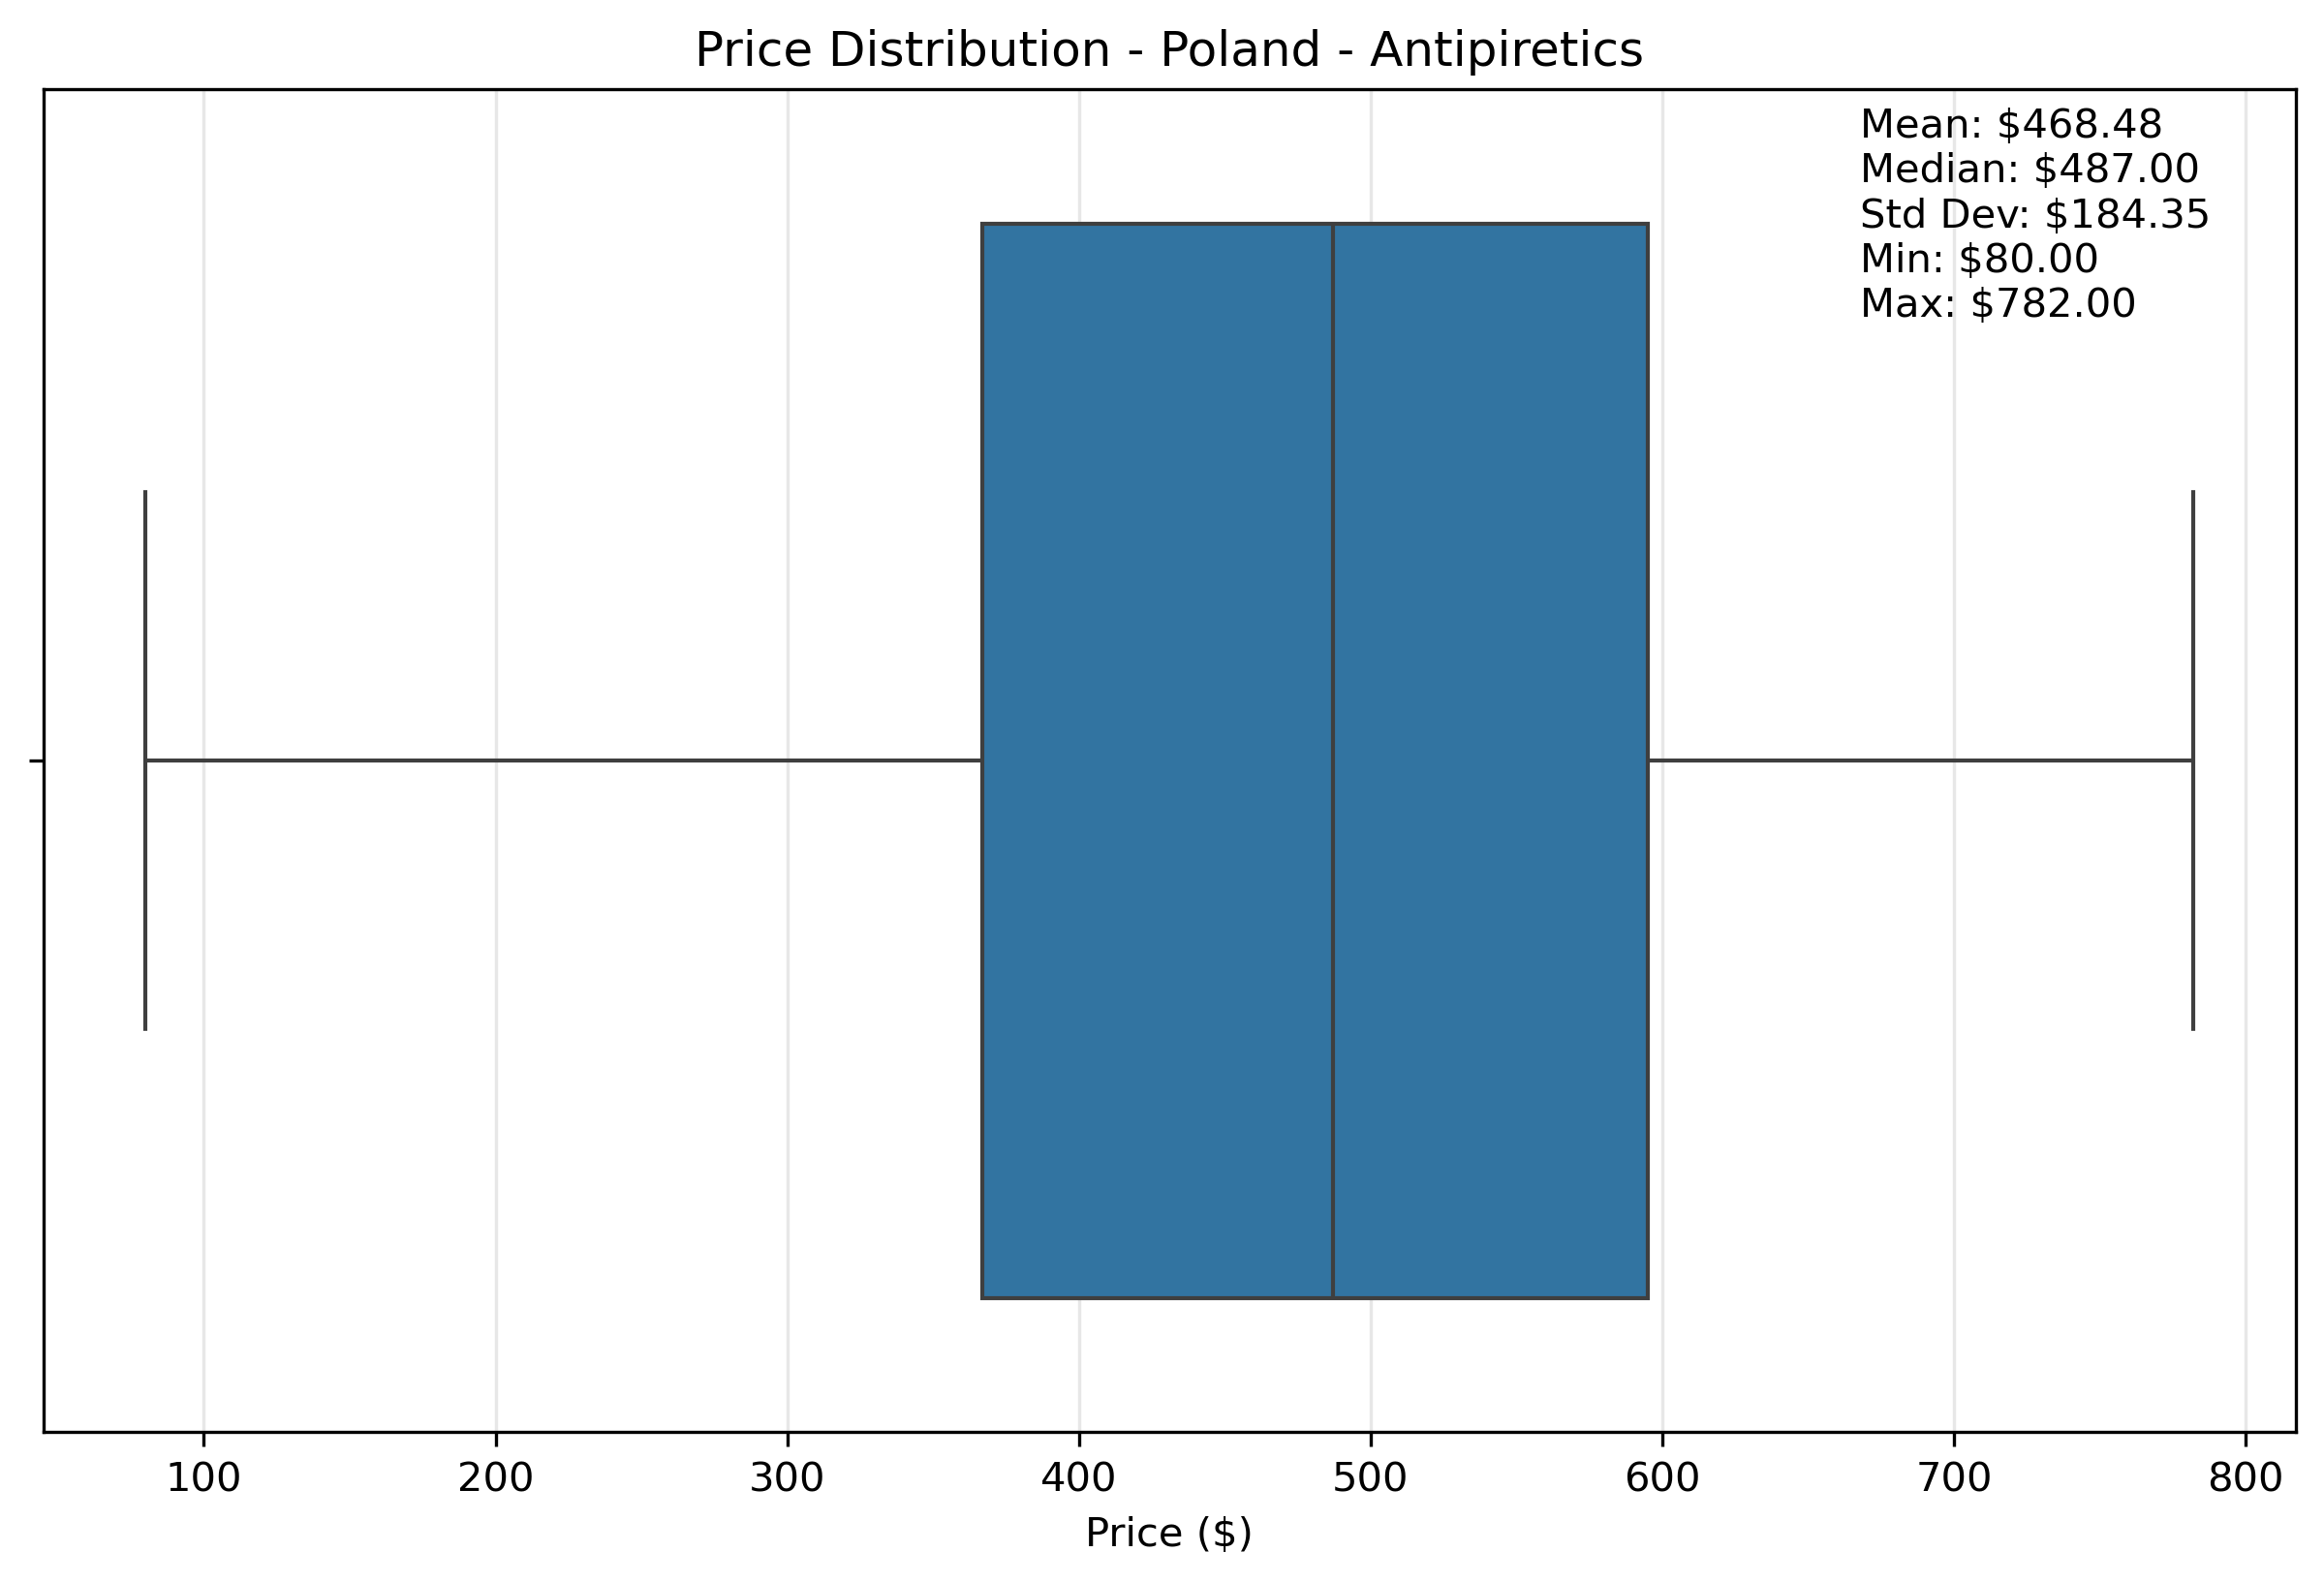 Price Distribution - Poland - Antipiretics
Mean: $468.48
Median: $487.00
Std Dev: $184.35
Min: $80.00
Max: $782.00
100 200 300 400 500 600 700 800
Price ($)